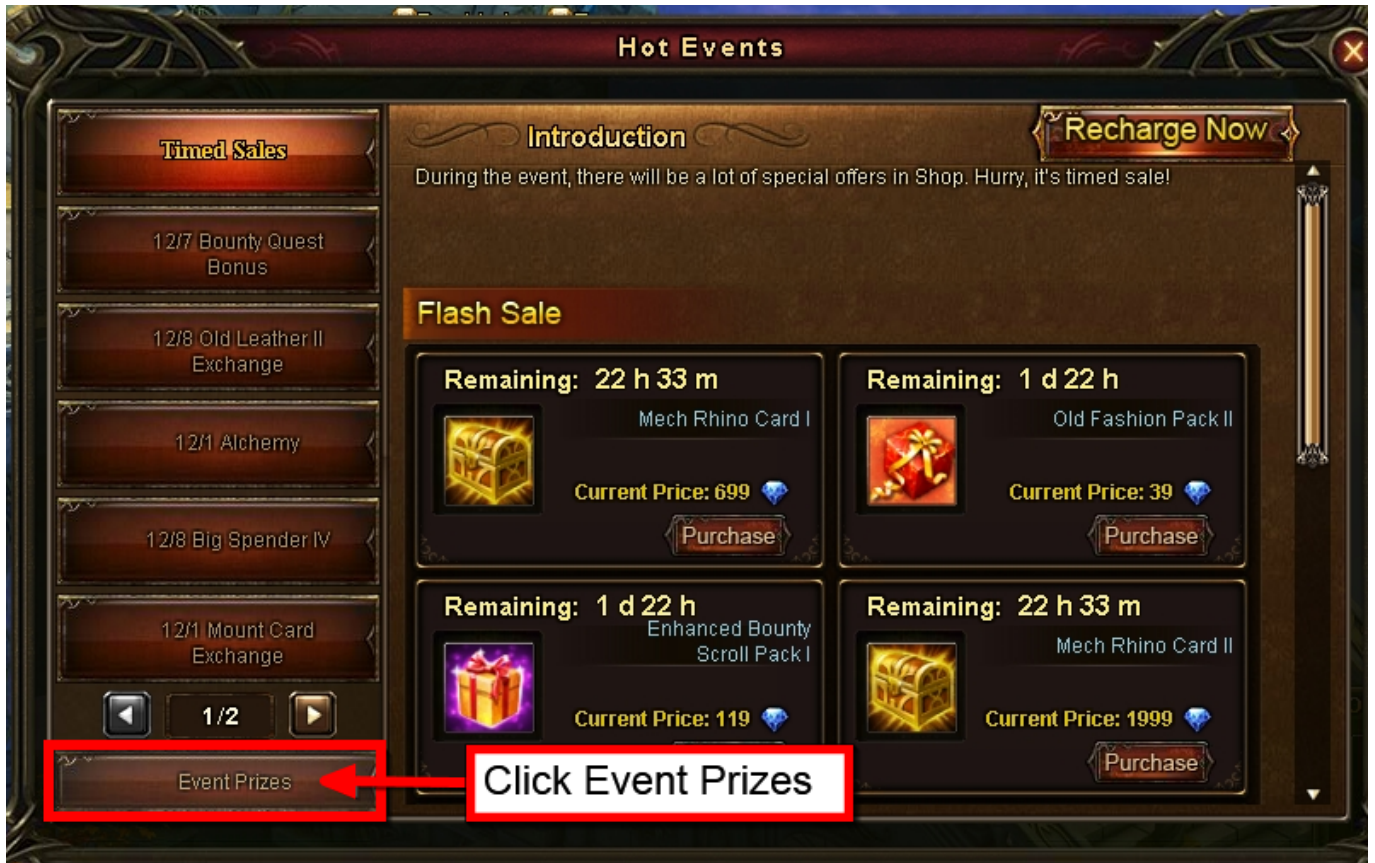 Hot Events
Timed Sales
12/7 Bounty Quest
Bonus
12/8 Old Leather II
Exchange
12/1 Alchemy
12/8 Big Spender IV
12/1 Mount Card
Exchange
1/2
Event Prizes
Introduction
Recharge Now
During the event, there will be a lot of special offers in Shop. Hurry, it's timed sale!
Flash Sale
Remaining: 22 h 33 m
Mech Rhino Card I
Current Price: 699
Purchase
Remaining: 1 d 22 h
Old Fashion Pack II
Current Price: 39
Purchase
Remaining: 1 d 22 h
Enhanced Bounty
Scroll Pack I
Current Price: 119
Remaining: 22 h 33 m
Mech Rhino Card II
Current Price: 1999
Purchase
Click Event Prizes